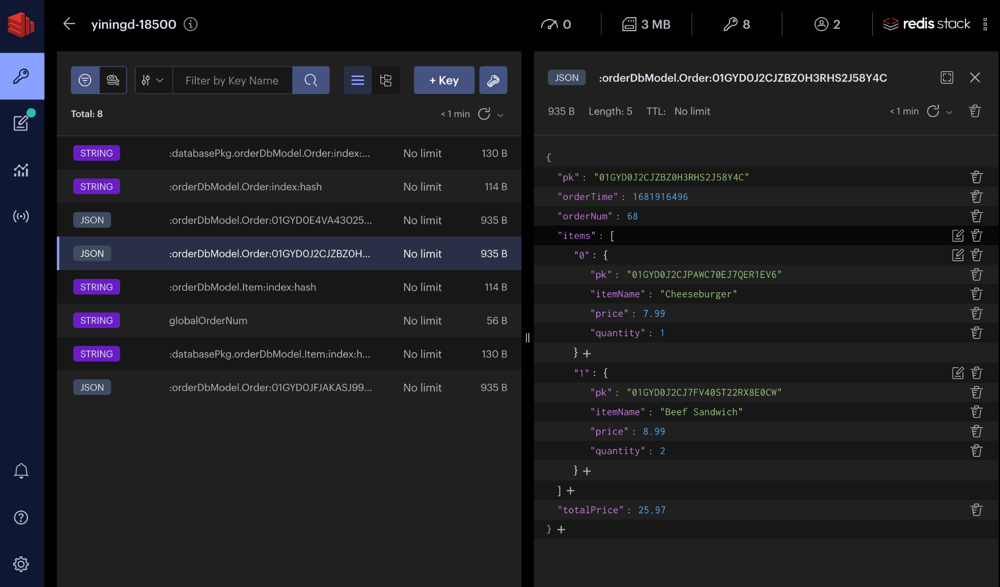 yiningd-18500
0
3 MB
8
2
redis stack
Filter by Key Name
+ Key
Total: 8
< 1 min
STRING :databasePkg.orderDbModel.Order:index:... No limit 130 B
STRING :orderDbModel.Order:index:hash No limit 114 B
JSON :orderDbModel.Order:01GYD0E4VA43025... No limit 935 B
JSON :orderDbModel.Order:01GYD0J2CJZBZ0H... No limit 935 B
STRING :orderDbModel.Item:index:hash No limit 114 B
STRING globalOrderNum No limit 56 B
STRING :databasePkg.orderDbModel.Item:index:h... No limit 130 B
JSON :orderDbModel.Order:01GYD0JFJAKASJ99... No limit 935 B
JSON :orderDbModel.Order:01GYD0J2CJZBZ0H3RHS2J58Y4C
935 B Length: 5 TTL: No limit < 1 min
{
"pk" : "01GYD0J2CJZBZ0H3RHS2J58Y4C"
"orderTime" : 1681916496
"orderNum" : 68
"items" : [
"0" : {
"pk" : "01GYD0J2CJPAWC70EJ7QER1EV6"
"itemName" : "Cheeseburger"
"price" : 7.99
"quantity" : 1
} +
"1" : {
"pk" : "01GYD0J2CJ7FV40ST22RX8E0CW"
"itemName" : "Beef Sandwich"
"price" : 8.99
"quantity" : 2
} +
] +
"totalPrice" : 25.97
} +